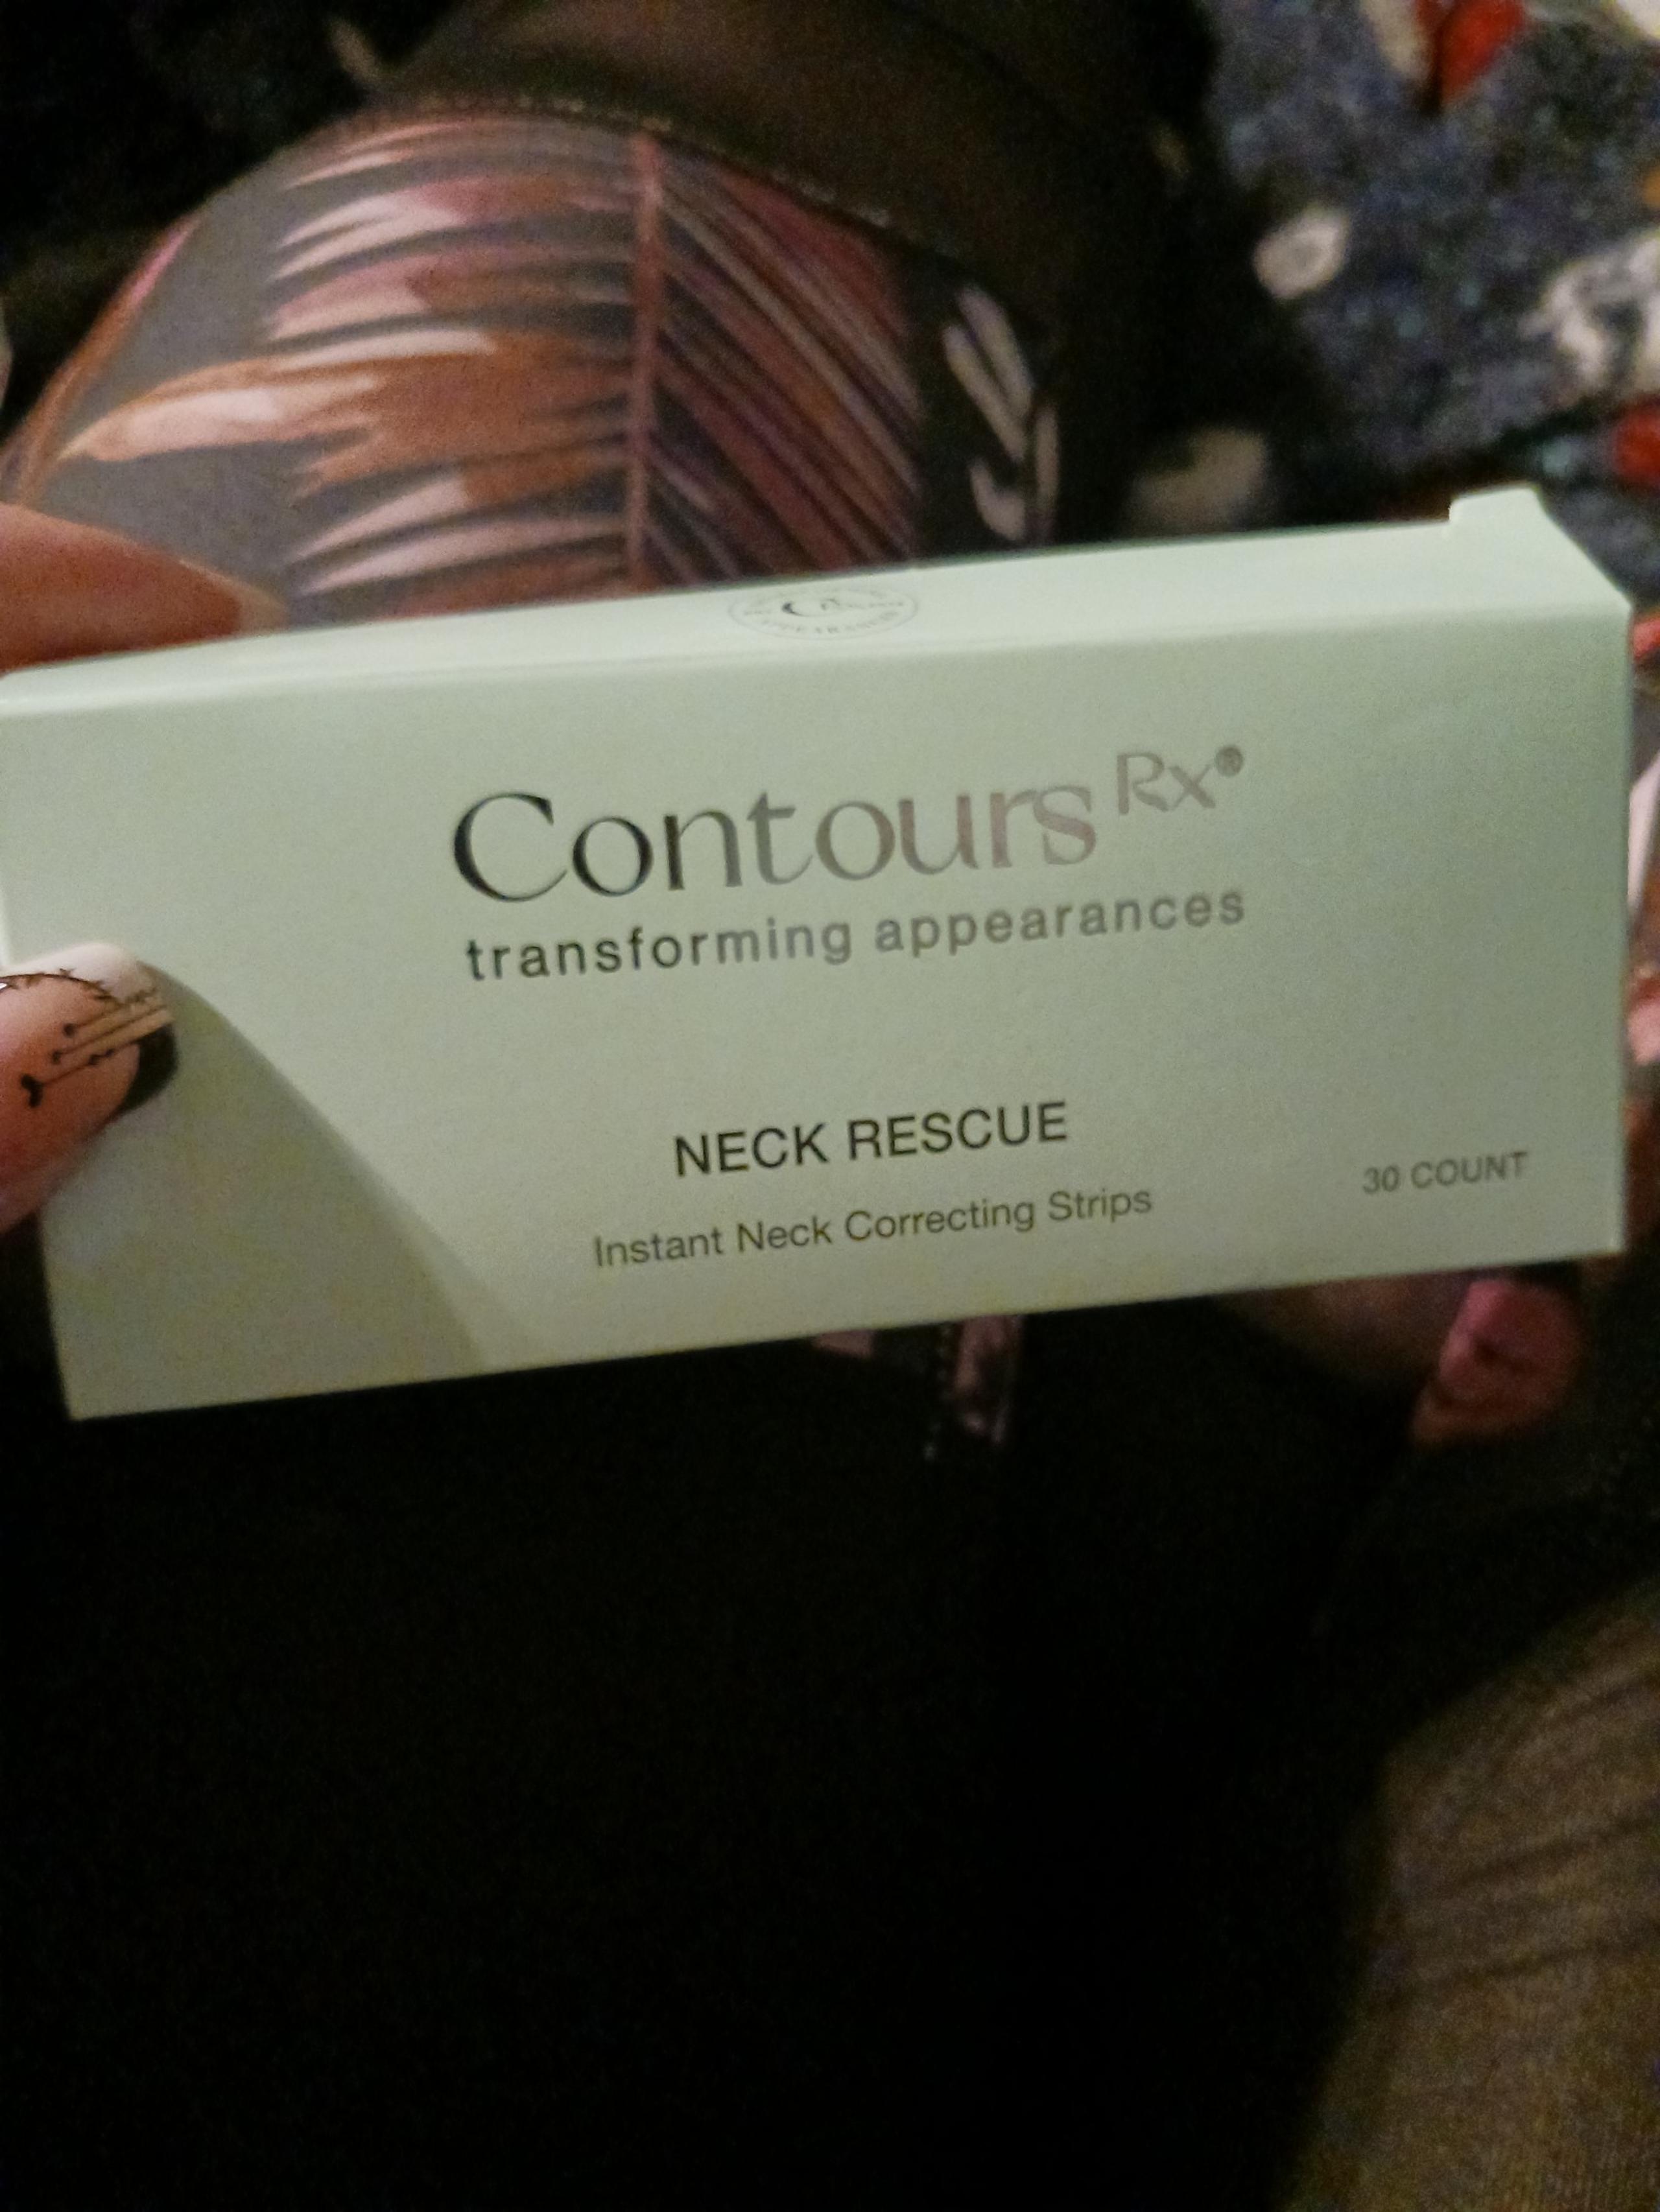 Contours Rx®
transforming appearances
NECK RESCUE
Instant Neck Correcting Strips
30 COUNT